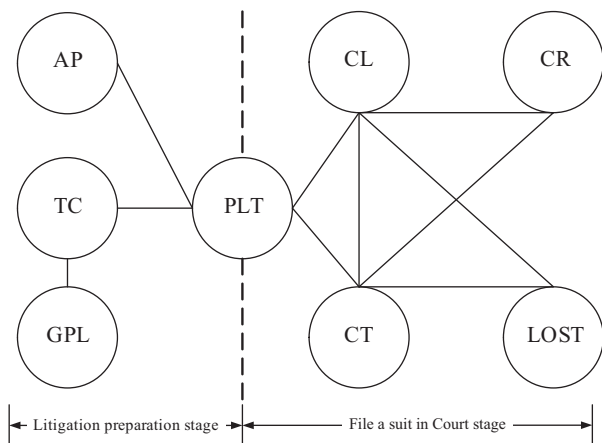 AP
CL
CR
TC
PLT
GPL
CT
LOST
Litigation preparation stage
File a suit in Court stage